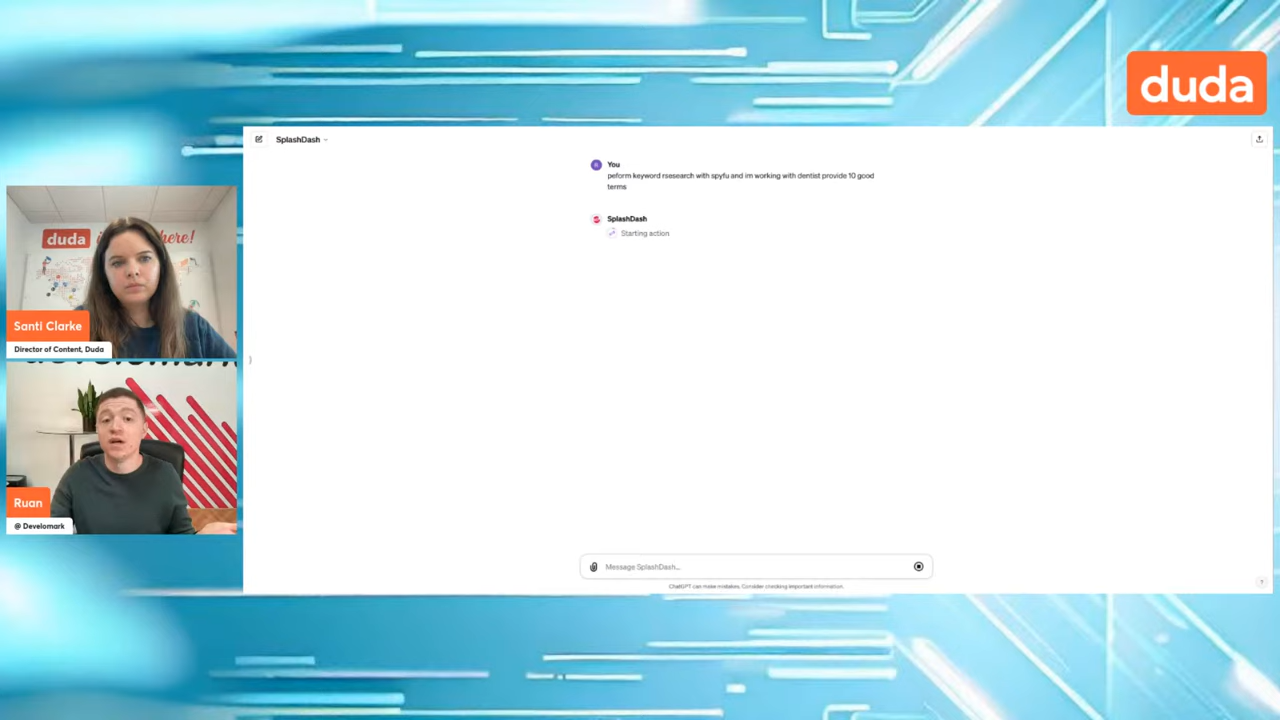 duda
SplashDash
You
peform keyword rsesearch with spyfu and im working with dentist provide 10 good
terms
SplashDash
Starting action
duda
here!
Santi Clarke
Director of Content, Duda
Ruan
@ Develomark
Message SplashDash...
ChatGPT can make mistakes. Consider checking important information.
?